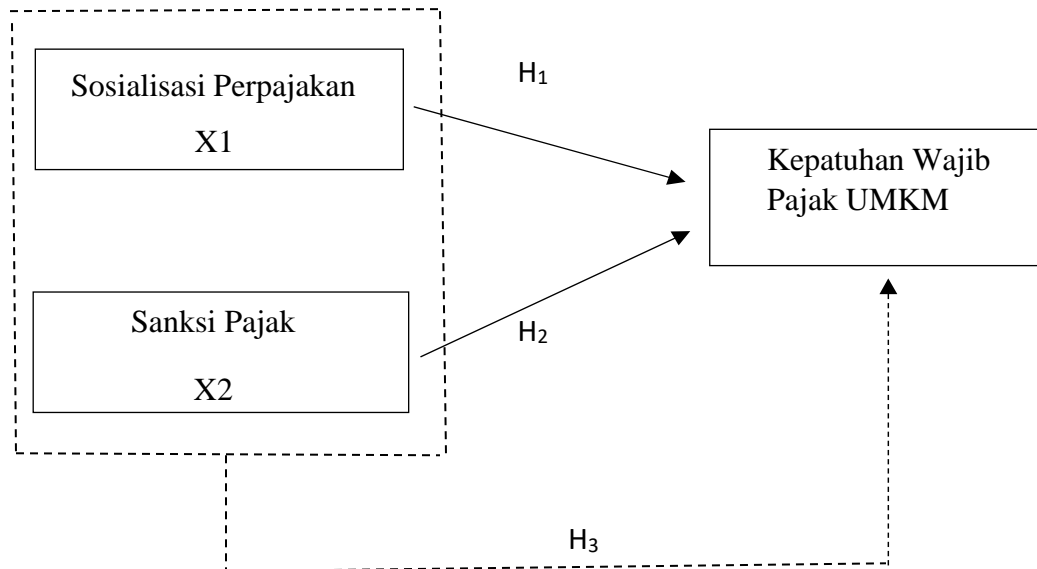 Sosialisasi Perpajakan
X1
H₁
Kepatuhan Wajib
Pajak UMKM
Sanksi Pajak
X2
H₂
H₃